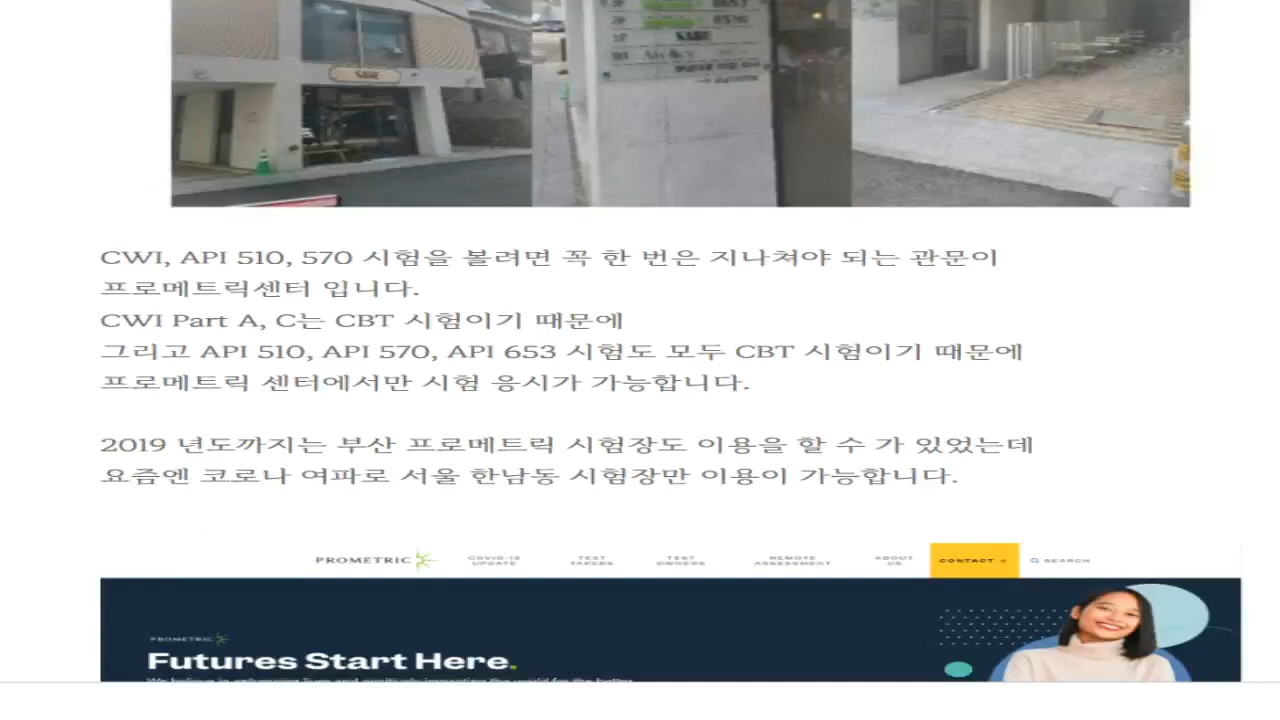 KABE
CWI, API 510, 570 시험을 볼려면 꼭 한 번은 지나쳐야 되는 관문이
프로메트릭센터 입니다.
CWI Part A, C는 CBT 시험이기 때문에
그리고 API 510, API 570, API 653 시험도 모두 CBT 시험이기 때문에
프로메트릭 센터에서만 시험 응시가 가능합니다.
2019 년도까지는 부산 프로메트릭 시험장도 이용을 할 수 가 있었는데
요즘엔 코로나 여파로 서울 한남동 시험장만 이용이 가능합니다.
PROMETRIC COVID-19 UPDATE TEST TAKERS TEST OWNERS REMOTE ASSESSMENT ABOUT US CONTACT SEARCH
PROMETRIC
Futures Start Here.